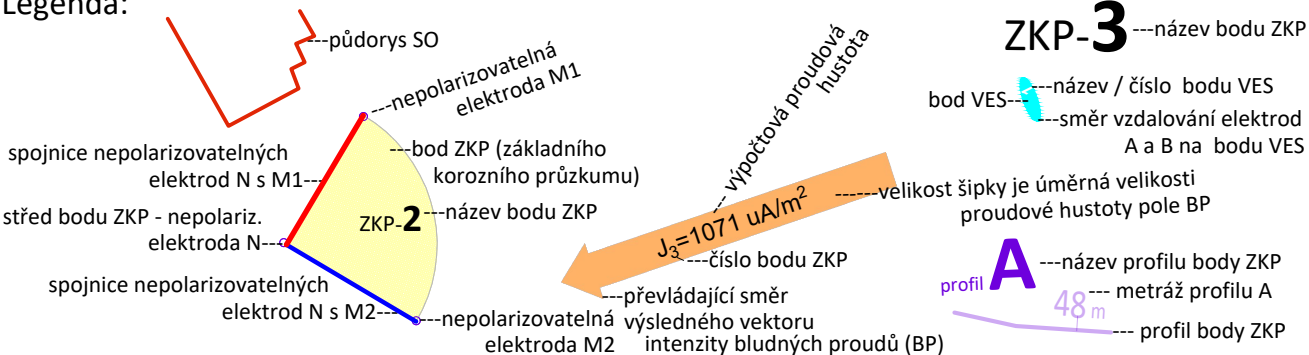 Legenda:
---půdorys SO
---nepolarizovatelná
elektroda M1
spojnice nepolarizovatelných
elektrod N s M1---
---bod ZKP (základního
korozního průzkumu)
střed bodu ZKP - nepolariz.
elektroda N---
ZKP-2
---název bodu ZKP
spojnice nepolarizovatelných
elektrod N s M2---
---nepolarizovatelná
elektroda M2
---výpočtová proudová
hustota
J3=1071 uA/m²
------velikost šipky je úměrná velikosti
proudové hustoty pole BP
---číslo bodu ZKP
---převládající směr
výsledného vektoru
intenzity bludných proudů (BP)
ZKP-3
---název bodu ZKP
bod VES---
---název / číslo bodu VES
---směr vzdalování elektrod
A a B na bodu VES
profil A
---název profilu body ZKP
48 m
--- metráž profilu A
--- profil body ZKP